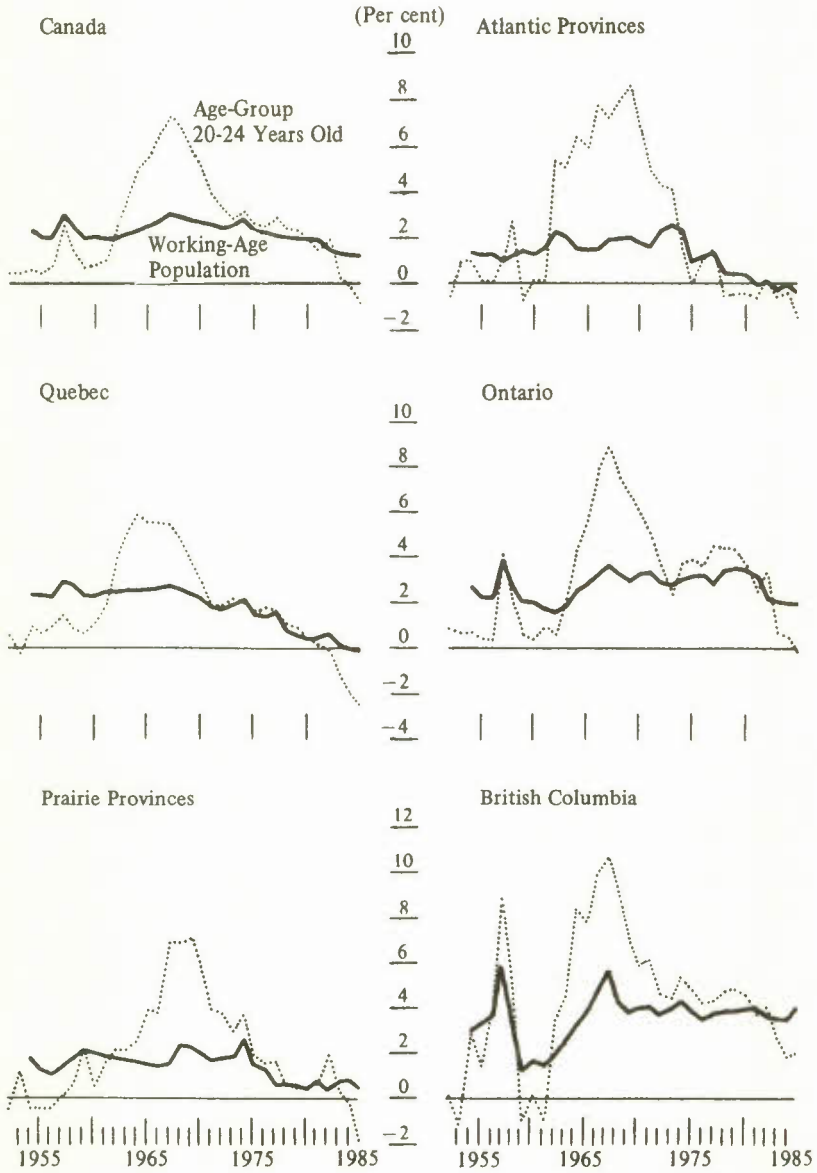 (Per cent)
Canada
10
8
6
4
2
0
−2
Age-Group
20-24 Years Old
Working-Age
Population
Atlantic Provinces
Quebec
10
8
6
4
2
0
−2
−4
Ontario
Prairie Provinces
12
10
8
6
4
2
0
−2
British Columbia
1955 1965 1975 1985
1955 1965 1975 1985